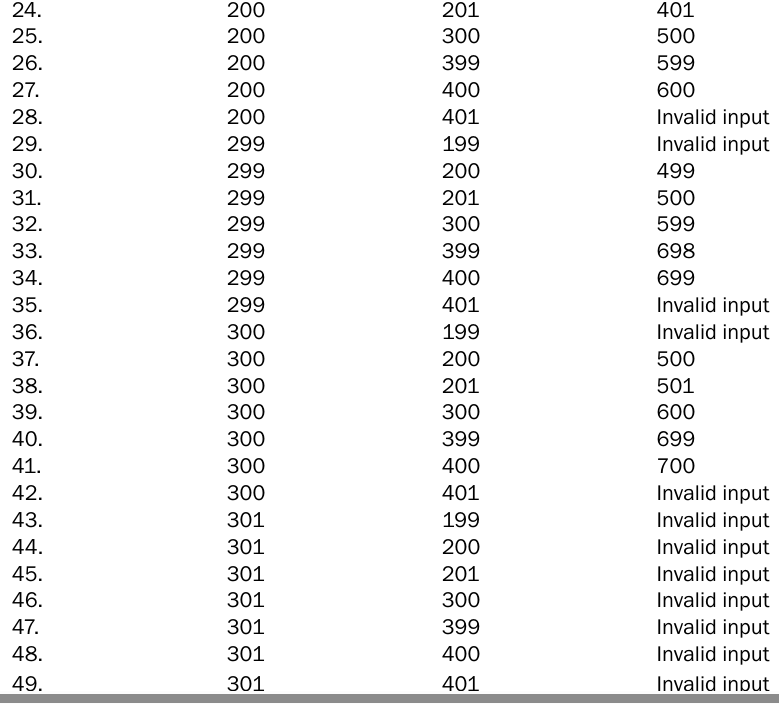 24. 200 201 401
25. 200 300 500
26. 200 399 599
27. 200 400 600
28. 200 401 Invalid input
29. 299 199 Invalid input
30. 299 200 499
31. 299 201 500
32. 299 300 599
33. 299 399 698
34. 299 400 699
35. 299 401 Invalid input
36. 300 199 Invalid input
37. 300 200 500
38. 300 201 501
39. 300 300 600
40. 300 399 699
41. 300 400 700
42. 300 401 Invalid input
43. 301 199 Invalid input
44. 301 200 Invalid input
45. 301 201 Invalid input
46. 301 300 Invalid input
47. 301 399 Invalid input
48. 301 400 Invalid input
49. 301 401 Invalid input